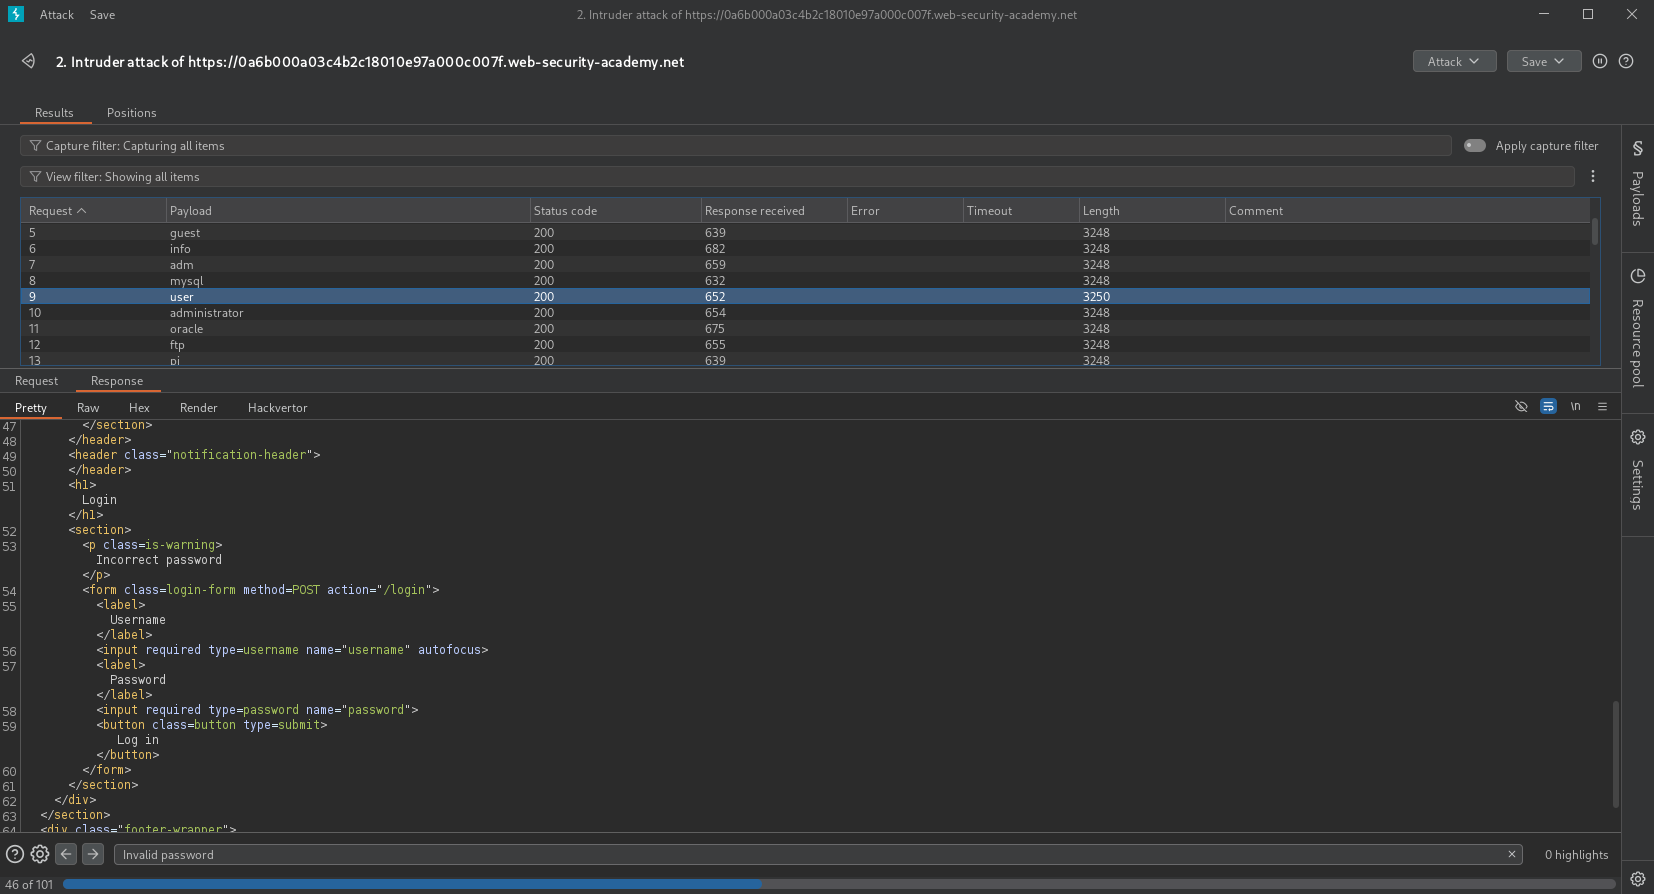 Attack Save 2. Intruder attack of https://0a6b000a03c4b2c18010e97a000c007f.web-security-academy.net
2. Intruder attack of https://0a6b000a03c4b2c18010e97a000c007f.web-security-academy.net Attack Save
Results Positions
Capture filter: Capturing all items Apply capture filter
View filter: Showing all items
Request Payload Status code Response received Error Timeout Length Comment
5 guest 200 639 3248
6 info 200 682 3248
7 adm 200 659 3248
8 mysql 200 632 3248
9 user 200 652 3250
10 administrator 200 654 3248
11 oracle 200 675 3248
12 ftp 200 655 3248
13 pi 200 639 3248
Payloads
Resource pool
Settings
Request Response
Pretty Raw Hex Render Hackvertor \n
47 </section>
48 </header>
49 <header class="notification-header">
50 </header>
51 <h1>
Login
</h1>
52 <section>
53 <p class=is-warning>
Incorrect password
</p>
54 <form class=login-form method=POST action="/login">
55 <label>
Username
</label>
56 <input required type=username name="username" autofocus>
57 <label>
Password
</label>
58 <input required type=password name="password">
59 <button class=button type=submit>
Log in
</button>
60 </form>
61 </section>
62 </div>
63 </section>
64 <div class="footer-wrapper">
Invalid password 0 highlights
46 of 101